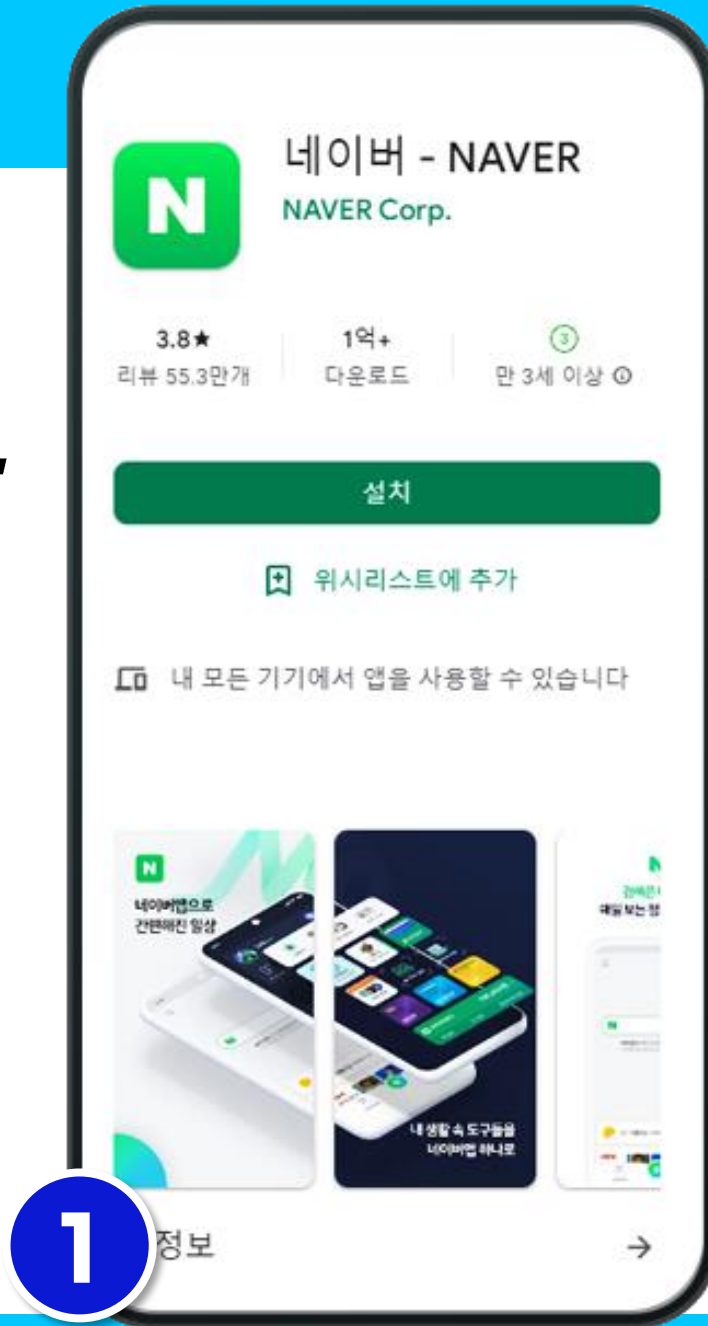 네이버 - NAVER
N
NAVER Corp.
3.8★
1억+
3
리뷰 55.3만개
다운로드
만 3세 이상
설치
위시리스트에 추가
내 모든 기기에서 앱을 사용할 수 있습니다
N
네이버앱으로
간편해진 일상
내 생활 속 도구들을
네이버앱 하나로
매일 보는
1
정보